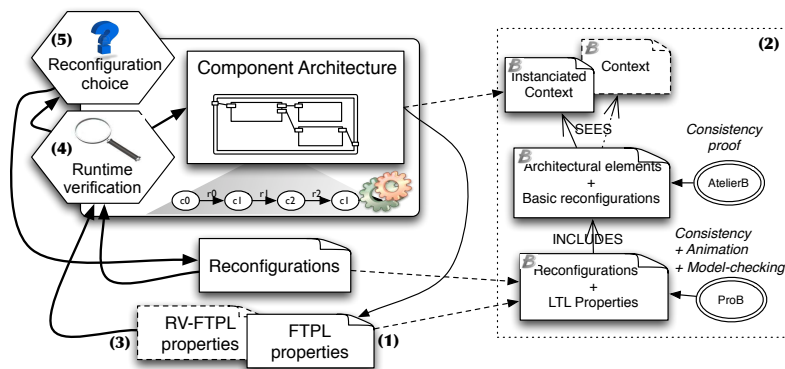 (5)
Reconfiguration
choice
(4)
Runtime
verification
Component Architecture
c0
r0
c1
r1
c2
r2
c1
Reconfigurations
RV-FTPL
properties
(3)
FTPL
properties
(1)
(2)
B
Instanciated
Context
B
Context
SEES
B
Architectural elements
+
Basic reconfigurations
Consistency
proof
AtelierB
INCLUDES
B
Reconfigurations
+
LTL Properties
Consistency
+ Animation
+ Model-checking
ProB